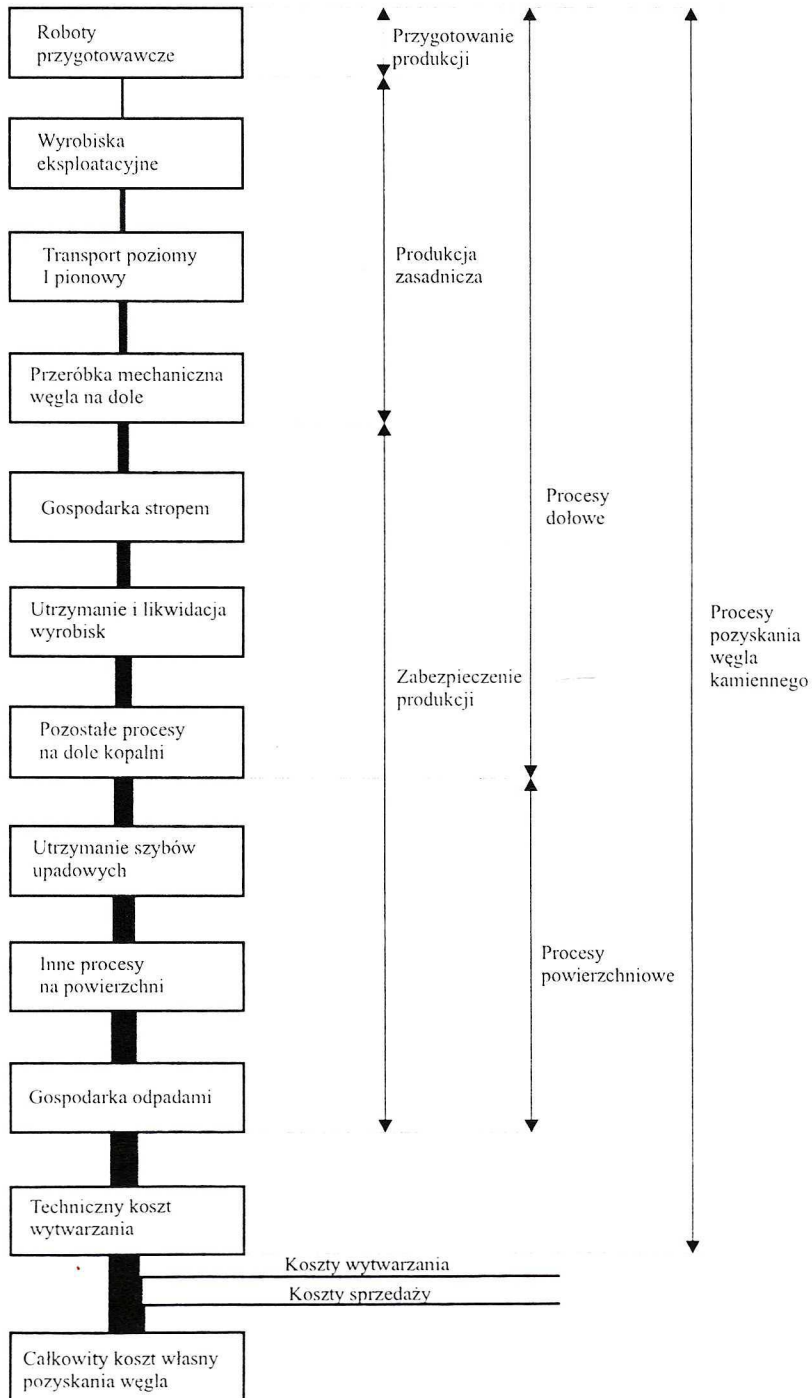 Roboty
przygotowawcze
Przygotowanie
produkcji
Wyrobiska
eksploatacyjne
Transport poziomy
I pionowy
Produkcja
zasadnicza
Przeróbka mechaniczna
węgla na dole
Gospodarka stropem
Procesy
dołowe
Utrzymanie i likwidacja
wyrobisk
Procesy
pozyskania
węgla
kamiennego
Zabezpieczenie
produkcji
Pozostałe procesy
na dole kopalni
Utrzymanie szybów
upadowych
Inne procesy
na powierzchni
Procesy
powierzchniowe
Gospodarka odpadami
Techniczny koszt
wytwarzania
Koszty wytwarzania
Koszty sprzedaży
Całkowity koszt własny
pozyskania węgla